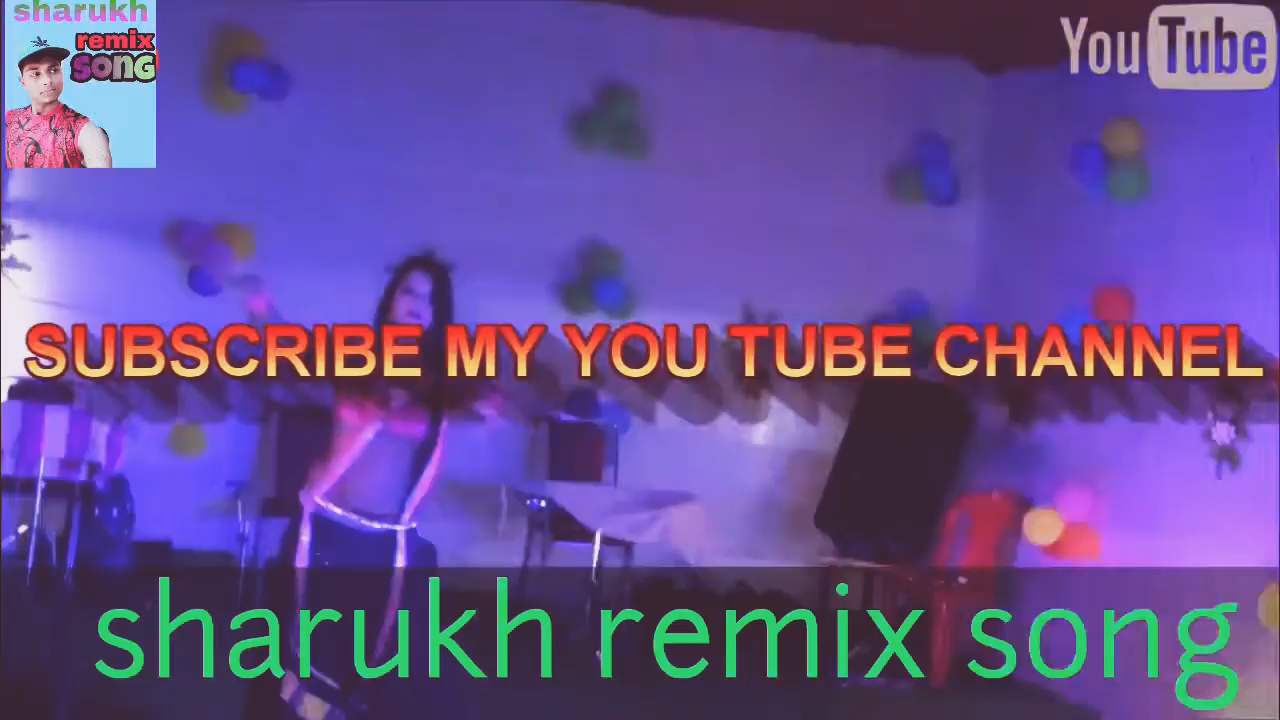 sharukh
remix
SONG
YouTube
SUBSCRIBE MY YOU TUBE CHANNEL
sharukh remix song